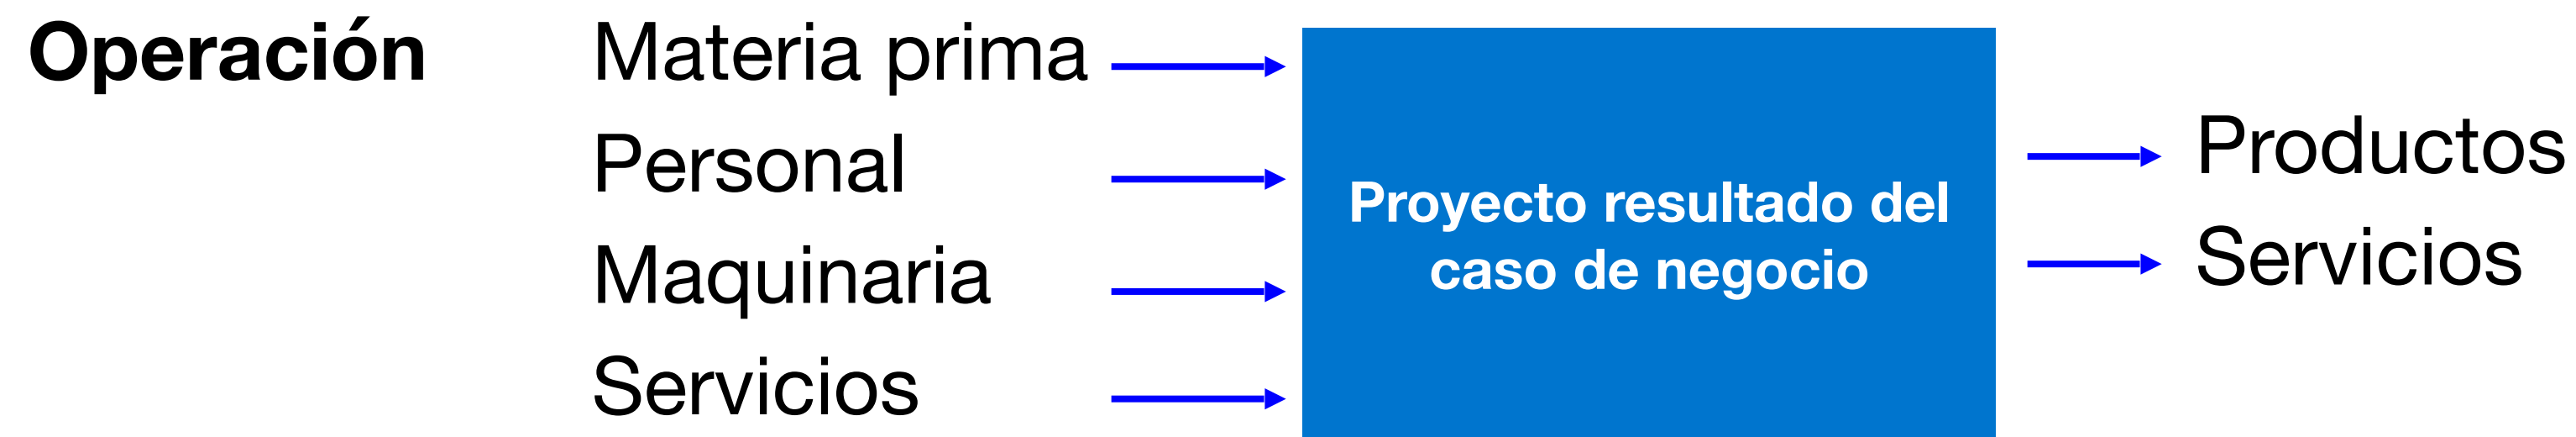 Operación
Materia prima
Personal
Maquinaria
Servicios
Proyecto resultado del
caso de negocio
Productos
Servicios